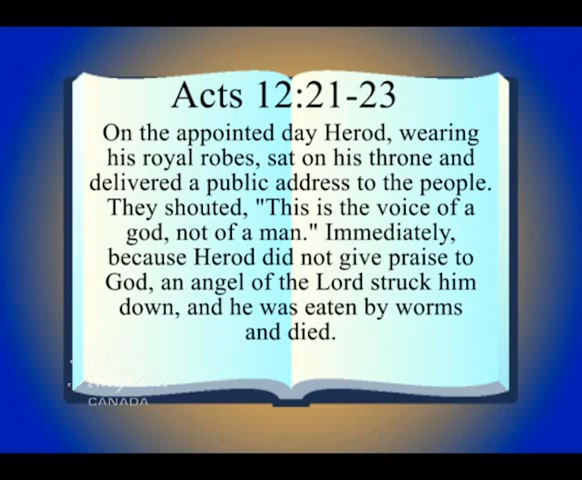 Acts 12:21-23
On the appointed day Herod, wearing
his royal robes, sat on his throne and
delivered a public address to the people.
They shouted, "This is the voice of a
god, not of a man." Immediately,
because Herod did not give praise to
God, an angel of the Lord struck him
down, and he was eaten by worms
and died.
CANADA